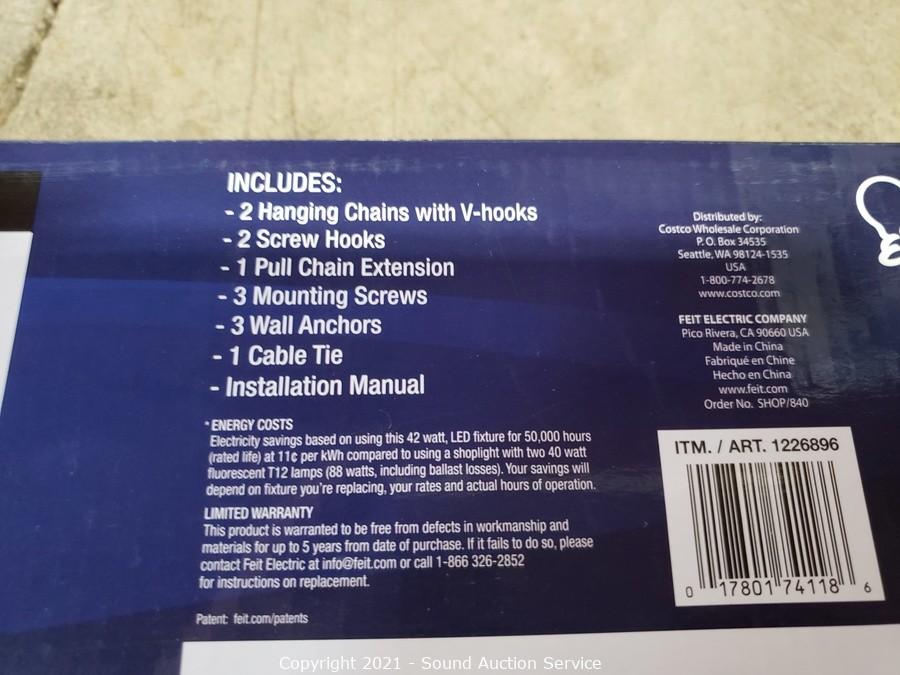 INCLUDES:
- 2 Hanging Chains with V-hooks
- 2 Screw Hooks
- 1 Pull Chain Extension
- 3 Mounting Screws
- 3 Wall Anchors
- 1 Cable Tie
- Installation Manual
* ENERGY COSTS
Electricity savings based on using this 42 watt, LED fixture for 50,000 hours
(rated life) at 11¢ per kWh compared to using a shoplight with two 40 watt
fluorescent T12 lamps (88 watts, including ballast losses). Your savings will
depend on fixture you're replacing, your rates and actual hours of operation.
LIMITED WARRANTY
This product is warranted to be free from defects in workmanship and
materials for up to 5 years from date of purchase. If it fails to do so, please
contact Feit Electric at info@feit.com or call 1-866 326-2852
for instructions on replacement.
Patent: feit.com/patents
Distributed by:
Costco Wholesale Corporation
P. O. Box 34535
Seattle, WA 98124-1535
USA
1-800-774-2678
www.costco.com
FEIT ELECTRIC COMPANY
Pico Rivera, CA 90660 USA
Made in China
Fabriqué en Chine
Hecho en China
www.feit.com
Order No. SHOP/840
ITM. / ART. 1226896
0 17801 74118 6
Copyright 2021 - Sound Auction Service